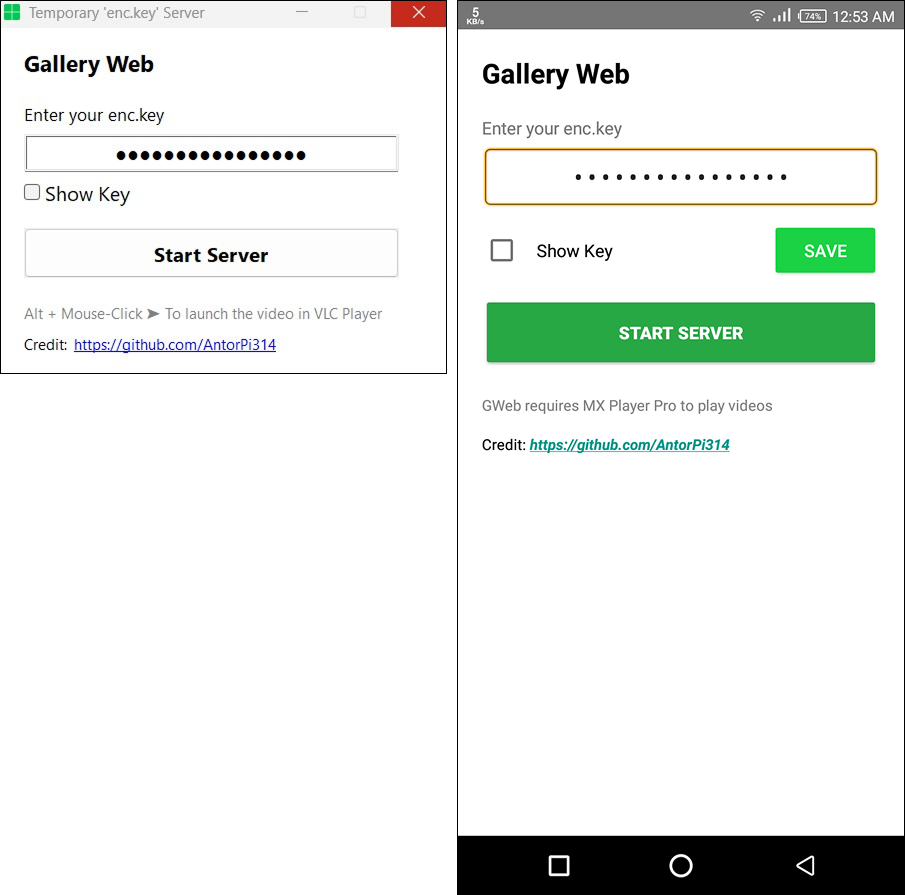 Temporary 'enc.key' Server
Gallery Web
Enter your enc.key
●●●●●●●●●●●●●●●●
Show Key
Start Server
Alt + Mouse-Click ➤ To launch the video in VLC Player
Credit: https://github.com/AntorPi314
5 KB/s 74% 12:53 AM
Gallery Web
Enter your enc.key
••••••••••••••••
Show Key SAVE
START SERVER
GWeb requires MX Player Pro to play videos
Credit: https://github.com/AntorPi314